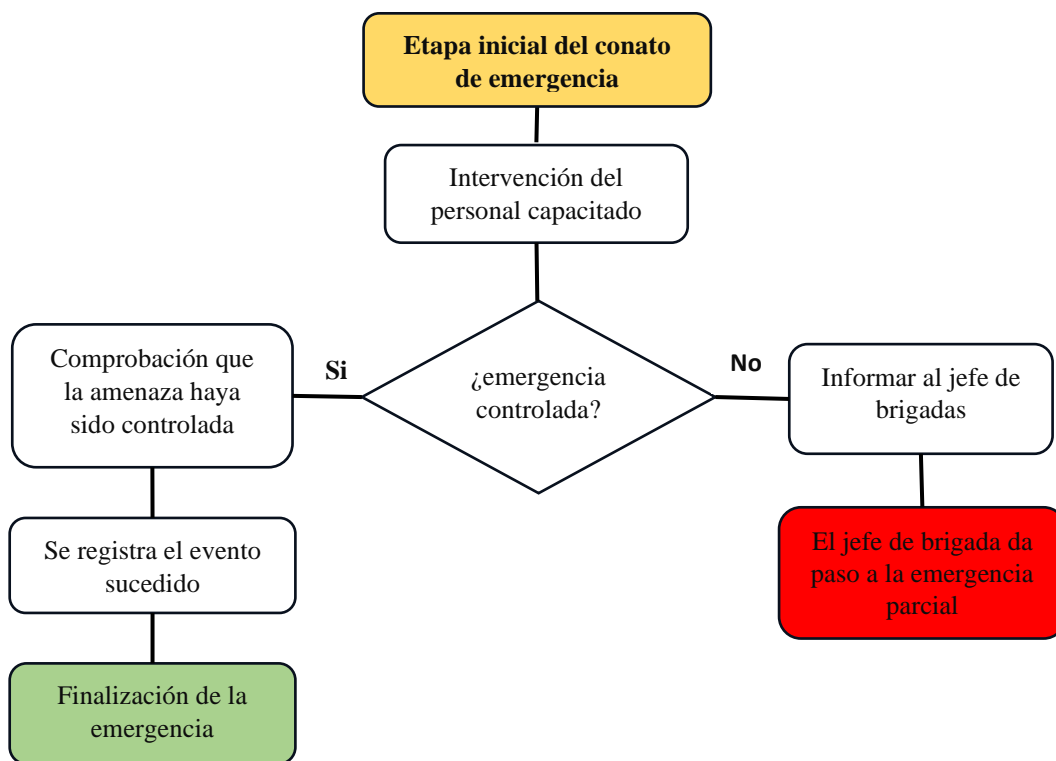 Etapa inicial del conato
de emergencia
Intervención del
personal capacitado
¿emergencia
controlada?
Si
No
Comprobación que
la amenaza haya
sido controlada
Se registra el evento
sucedido
Finalización de la
emergencia
Informar al jefe de
brigadas
El jefe de brigada da
paso a la emergencia
parcial